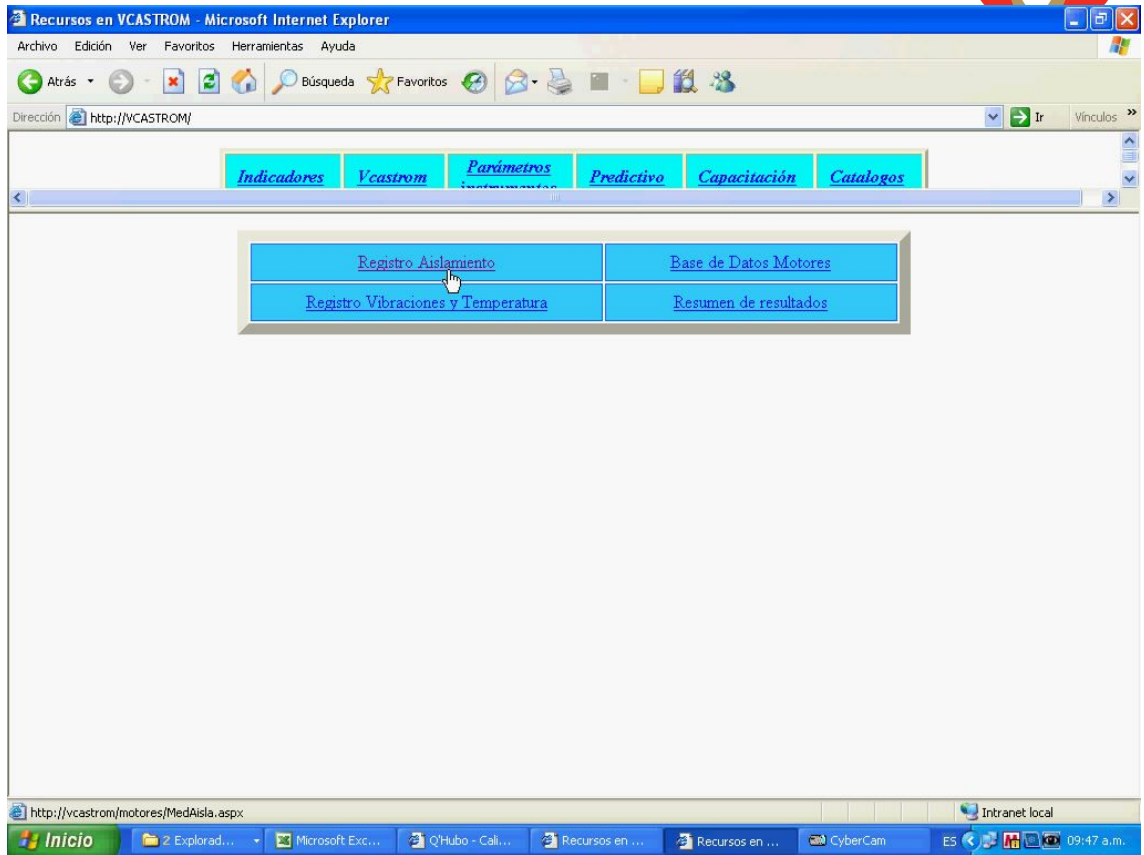 Recursos en VCASTROM - Microsoft Internet Explorer
Archivo Edición Ver Favoritos Herramientas Ayuda
Atrás Búsqueda Favoritos
Dirección http://VCASTROM/ Ir Vínculos »
Indicadores Vcastrom Parámetros Predictivo Capacitación Catalogos
instrumentos
Registro Aislamiento Base de Datos Motores
Registro Vibraciones y Temperatura Resumen de resultados
http://vcastrom/motores/MedAisla.aspx Intranet local
Inicio 2 Explorad... Microsoft Exc... Q'Hubo - Cali... Recursos en ... Recursos en ... CyberCam ES 09:47 a.m.